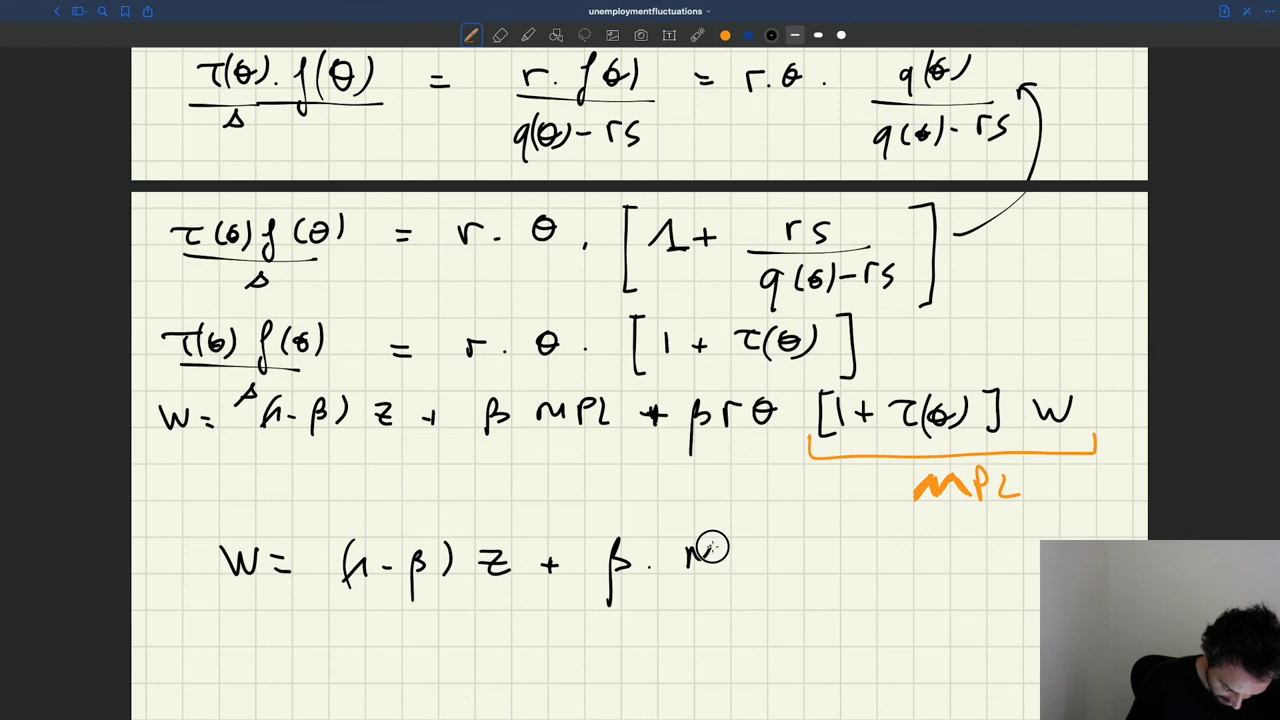 unemploymentfluctuations
τ(θ).f(θ)/s = r.f(θ)/(q(θ)-rs) = r.θ. q(θ)/(q(θ)-rs)
τ(θ)f(θ)/s = r.θ.[1+ rs/(q(θ)-rs)]
τ(θ)f(θ)/s = r.θ.[1+τ(θ)]
W= (1-β) z + β MPL + β r θ [1+τ(θ)] W
MPL
W= (1-β) z + β.